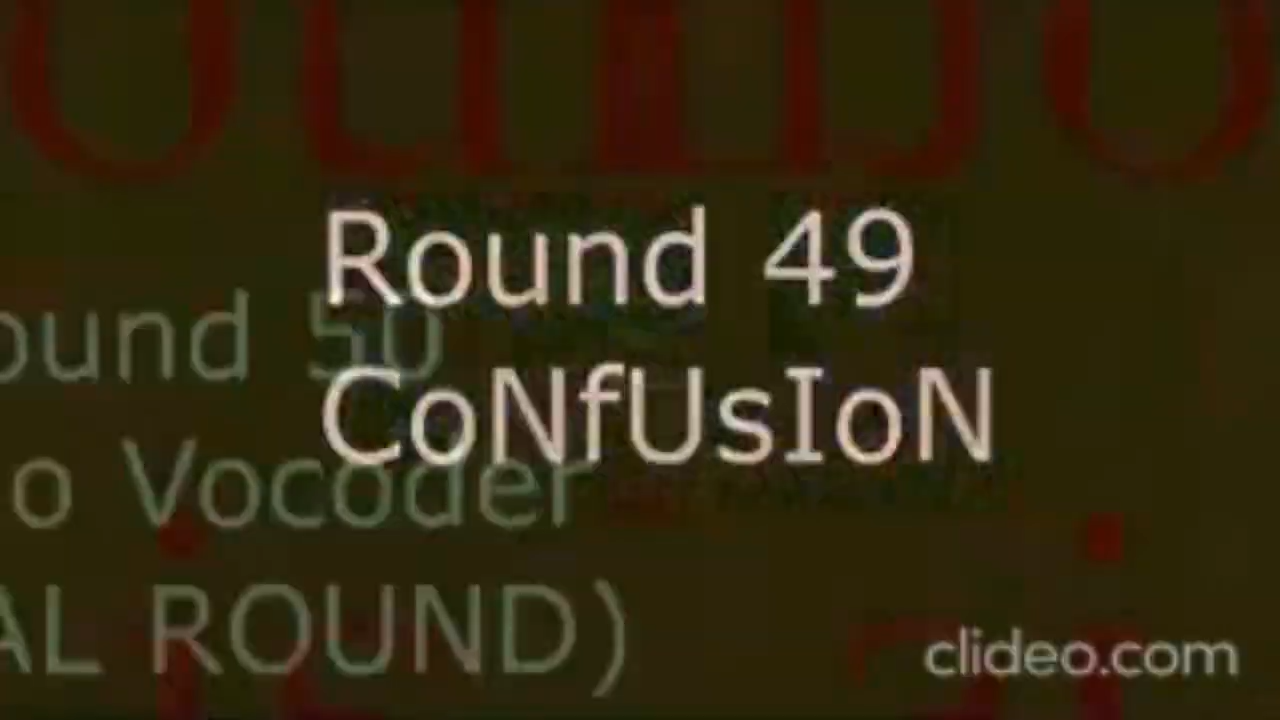 Round 49
CoNfUsIoN
ound 50
o Vocoder
AL ROUND)
clideo.com